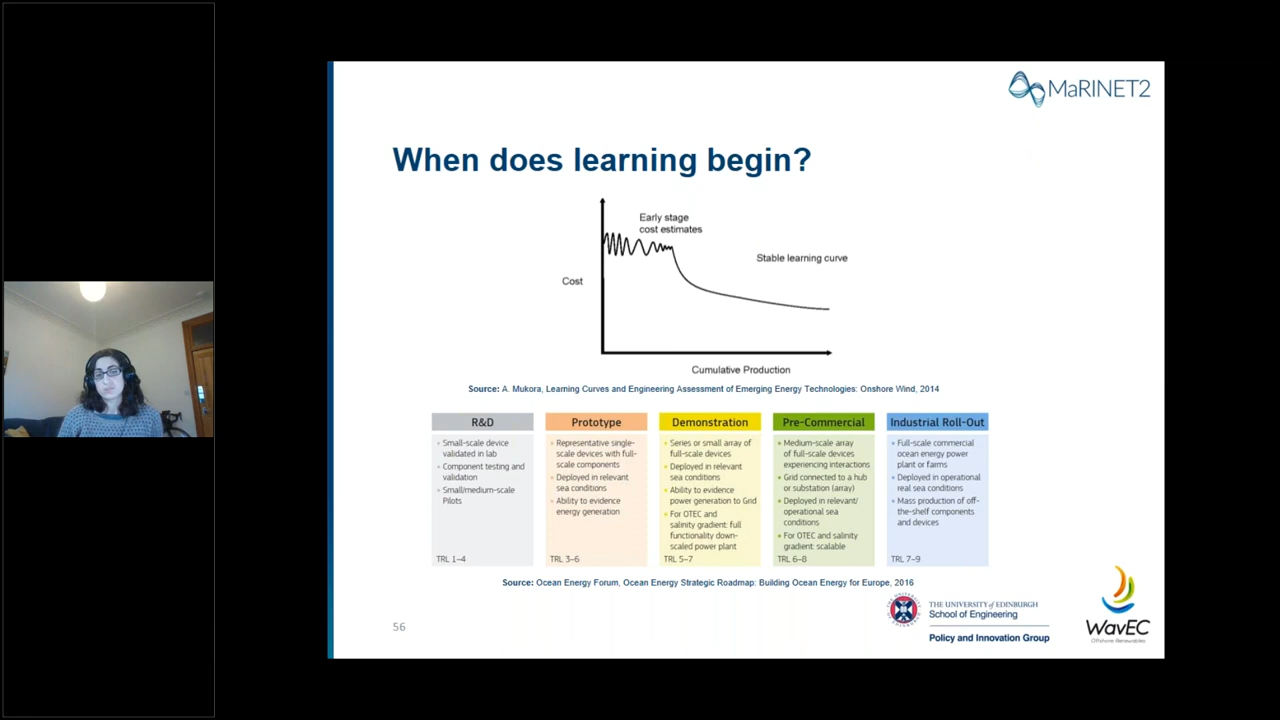 MaRINET2
When does learning begin?
Early stage
cost estimates
Stable learning curve
Cost
Cumulative Production
Source: A. Mukora, Learning Curves and Engineering Assessment of Emerging Energy Technologies: Onshore Wind, 2014
R&D
• Small-scale device
validated in lab
• Component testing and
validation
• Small/medium-scale
Pilots
TRL 1–4
Prototype
• Representative single-
scale devices with full-
scale components
• Deployed in relevant
sea conditions
• Ability to evidence
energy generation
TRL 3–6
Demonstration
• Series or small array of
full-scale devices
• Deployed in relevant
sea conditions
• Ability to evidence
power generation to Grid
• For OTEC and
salinity gradient: full
functionality down-
scaled power plant
TRL 5–7
Pre-Commercial
• Medium-scale array
of full-scale devices
experiencing interactions
• Grid connected to a hub
or substation (array)
• Deployed in relevant/
operational sea
conditions
• For OTEC and salinity
gradient: scalable
TRL 6–8
Industrial Roll-Out
• Full-scale commercial
ocean energy power
plant or farms
• Deployed in operational
real sea conditions
• Mass production of off-
the-shelf components
and devices
TRL 7–9
Source: Ocean Energy Forum, Ocean Energy Strategic Roadmap: Building Ocean Energy for Europe, 2016
THE UNIVERSITY of EDINBURGH
School of Engineering
Policy and Innovation Group
WavEC
Offshore Renewables
56